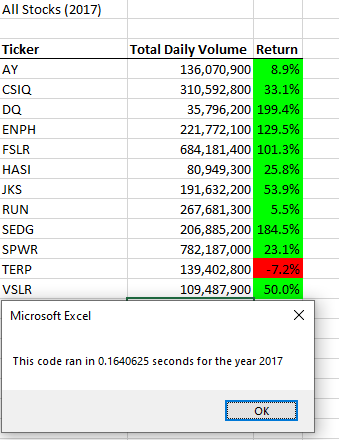 All Stocks (2017)
Ticker Total Daily Volume Return
AY 136,070,900 8.9%
CSIQ 310,592,800 33.1%
DQ 35,796,200 199.4%
ENPH 221,772,100 129.5%
FSLR 684,181,400 101.3%
HASI 80,949,300 25.8%
JKS 191,632,200 53.9%
RUN 267,681,300 5.5%
SEDG 206,885,200 184.5%
SPWR 782,187,000 23.1%
TERP 139,402,800 -7.2%
VSLR 109,487,900 50.0%
Microsoft Excel
This code ran in 0.1640625 seconds for the year 2017
OK